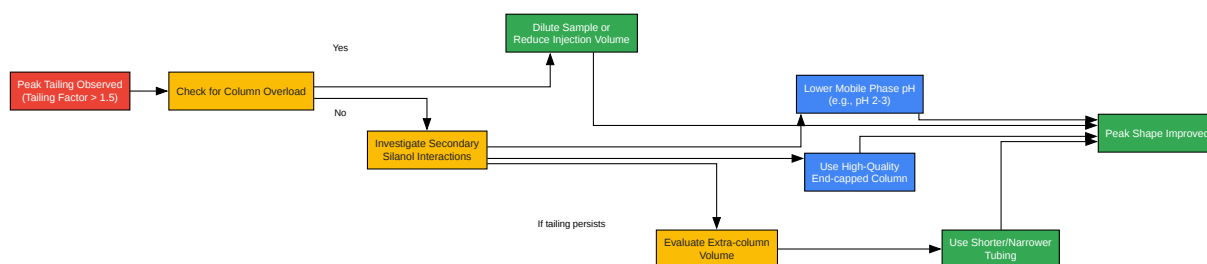 Peak Tailing Observed
(Tailing Factor > 1.5)
Check for Column Overload
Yes
No
Dilute Sample or
Reduce Injection Volume
Investigate Secondary
Silanol Interactions
Lower Mobile Phase pH
(e.g., pH 2-3)
Use High-Quality
End-capped Column
If tailing persists
Evaluate Extra-column
Volume
Use Shorter/Narrower
Tubing
Peak Shape Improved